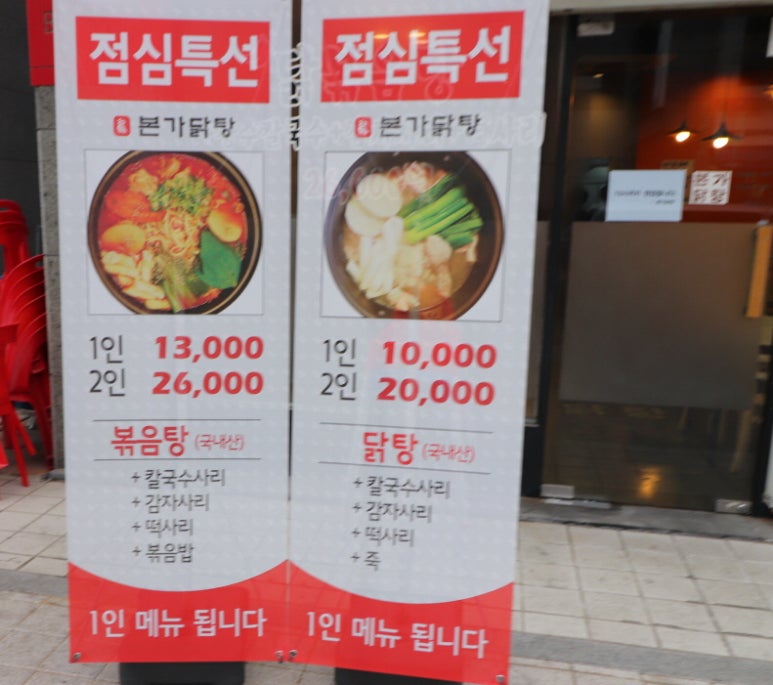 점심특선
본가닭탕
1인 13,000
2인 26,000
볶음탕 (국내산)
+칼국수사리
+감자사리
+떡사리
+볶음밥
1인 메뉴 됩니다
점심특선
본가닭탕
1인 10,000
2인 20,000
닭탕 (국내산)
+칼국수사리
+감자사리
+떡사리
+죽
1인 메뉴 됩니다
본가
닭탕